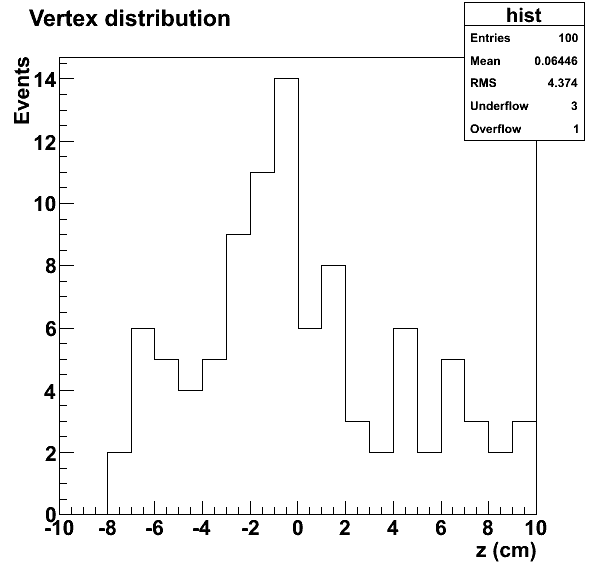 Vertex distribution
hist
Entries 100
Mean 0.06446
RMS 4.374
Underflow 3
Overflow 1
Events
14
12
10
8
6
4
2
0
-10 -8 -6 -4 -2 0 2 4 6 8 10
z (cm)